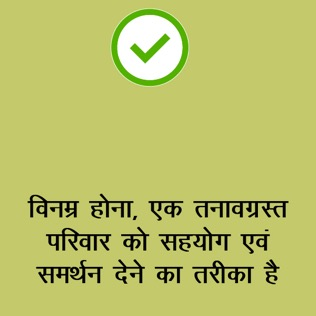 विनम्र होना, एक तनावग्रस्त
परिवार को सहयोग एवं
समर्थन देने का तरीका है